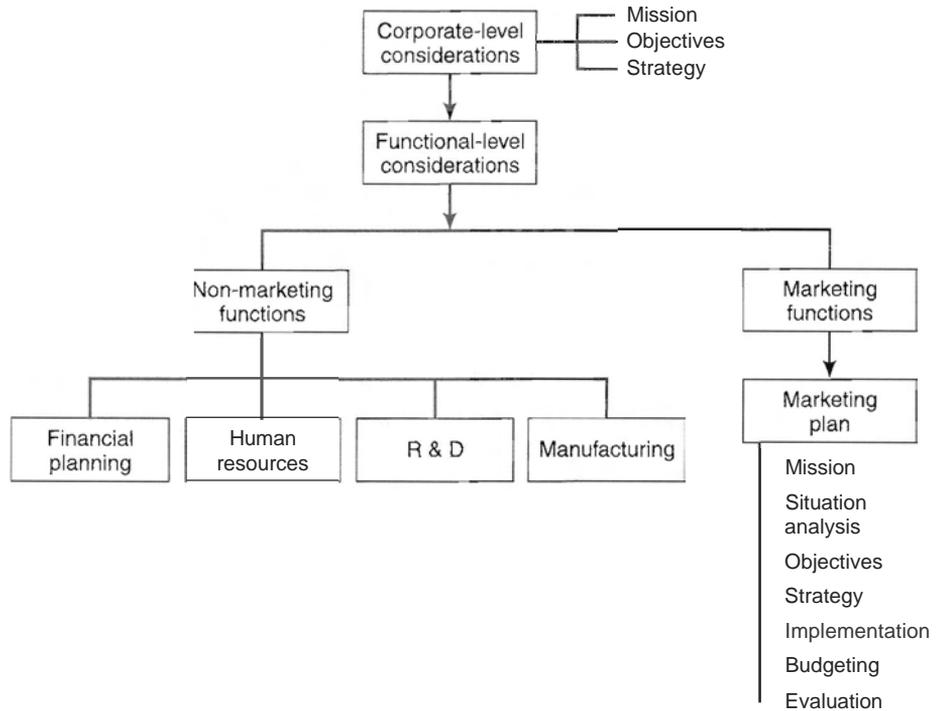 Corporate-level
considerations
Mission
Objectives
Strategy
Functional-level
considerations
Non-marketing
functions
Marketing
functions
Financial
planning
Human
resources
R & D
Manufacturing
Marketing
plan
Mission
Situation
analysis
Objectives
Strategy
Implementation
Budgeting
Evaluation